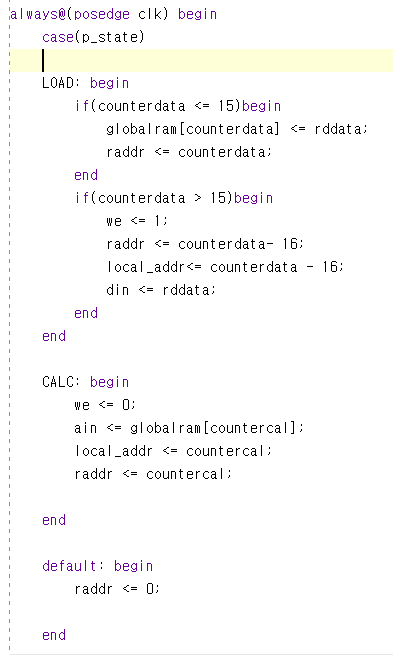 always@(posedge clk) begin
case(p_state)
LOAD: begin
if(counterdata <= 15)begin
globalram[counterdata] <= rddata;
raddr <= counterdata;
end
if(counterdata > 15)begin
we <= 1;
raddr <= counterdata- 16;
local_addr<= counterdata - 16;
din <= rddata;
end
end
CALC: begin
we <= 0;
ain <= globalram[countercal];
local_addr <= countercal;
raddr <= countercal;
end
default: begin
raddr <= 0;
end